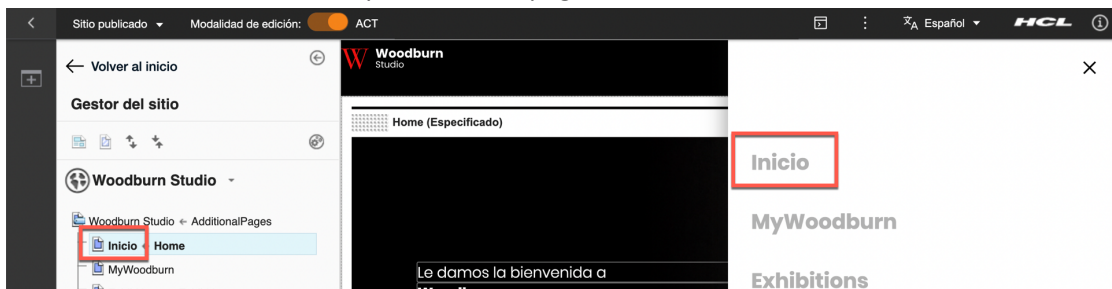 Sitio publicado Modalidad de edición: ACT Español HCL
Volver al inicio
Gestor del sitio
Woodburn Studio
Woodburn Studio AdditionalPages
Inicio Home
MyWoodburn
W Woodburn
Studio
Home (Especificado)
Le damos la bienvenida a
Inicio
MyWoodburn
Exhibitions